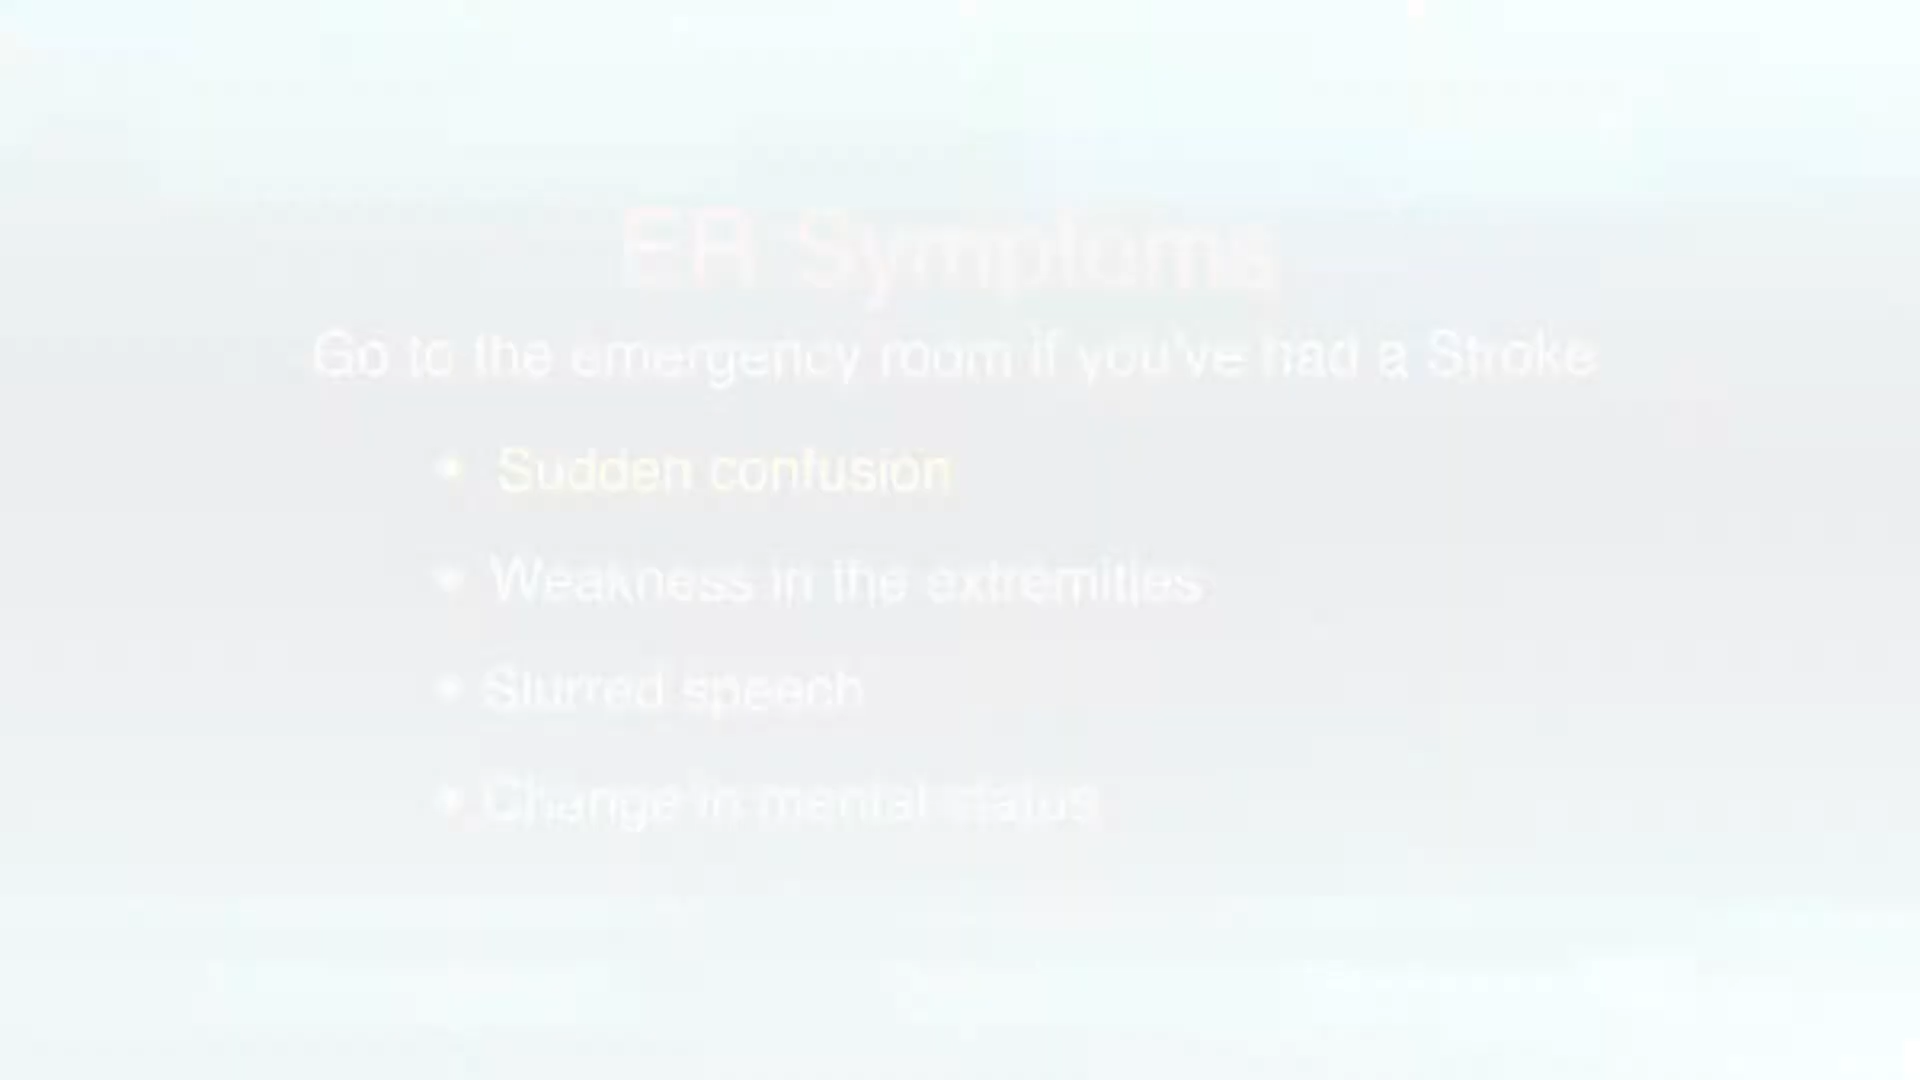 ER Symptoms
Go to the emergency room if you've had a Stroke
• Sudden confusion
• Weakness in the extremities
• Slurred speech
• Change in mental status